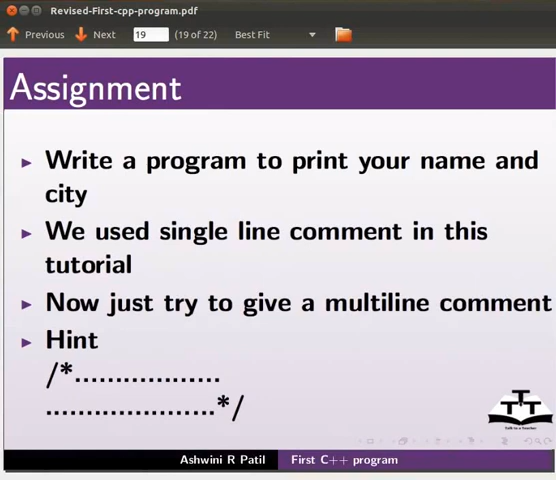 Revised-First-cpp-program.pdf
Previous Next 19 (19 of 22) Best Fit
Assignment
Write a program to print your name and
city
We used single line comment in this
tutorial
Now just try to give a multiline comment
Hint
/*..................
.....................*/
T
TT
Talk to a Teacher
Ashwini R Patil First C++ program